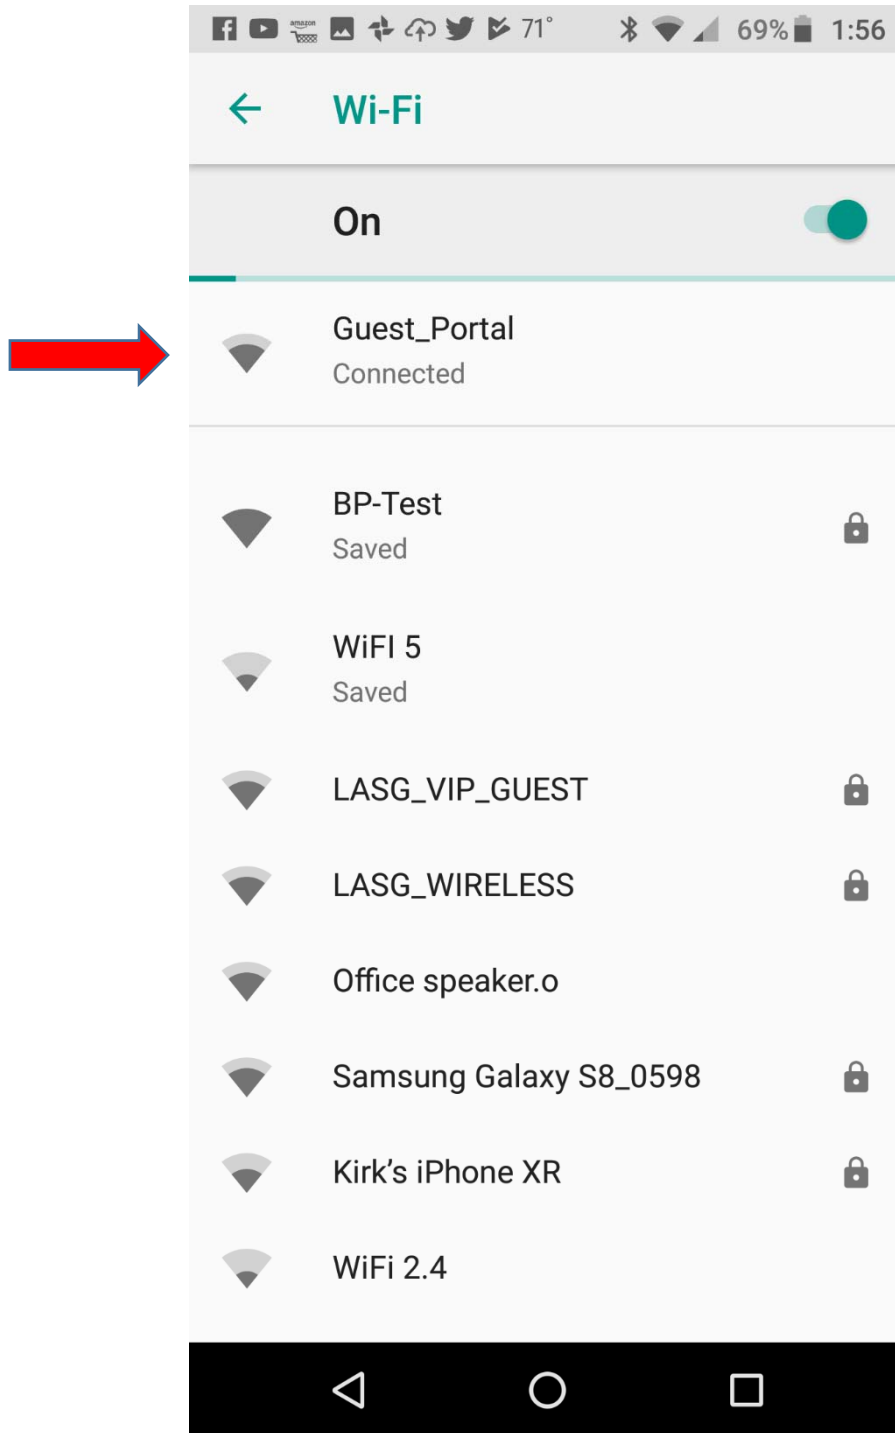 amazon
71°
69%
1:56
Wi-Fi
On
Guest_Portal
Connected
BP-Test
Saved
WiFI 5
Saved
LASG_VIP_GUEST
LASG_WIRELESS
Office speaker.o
Samsung Galaxy S8_0598
Kirk’s iPhone XR
WiFi 2.4